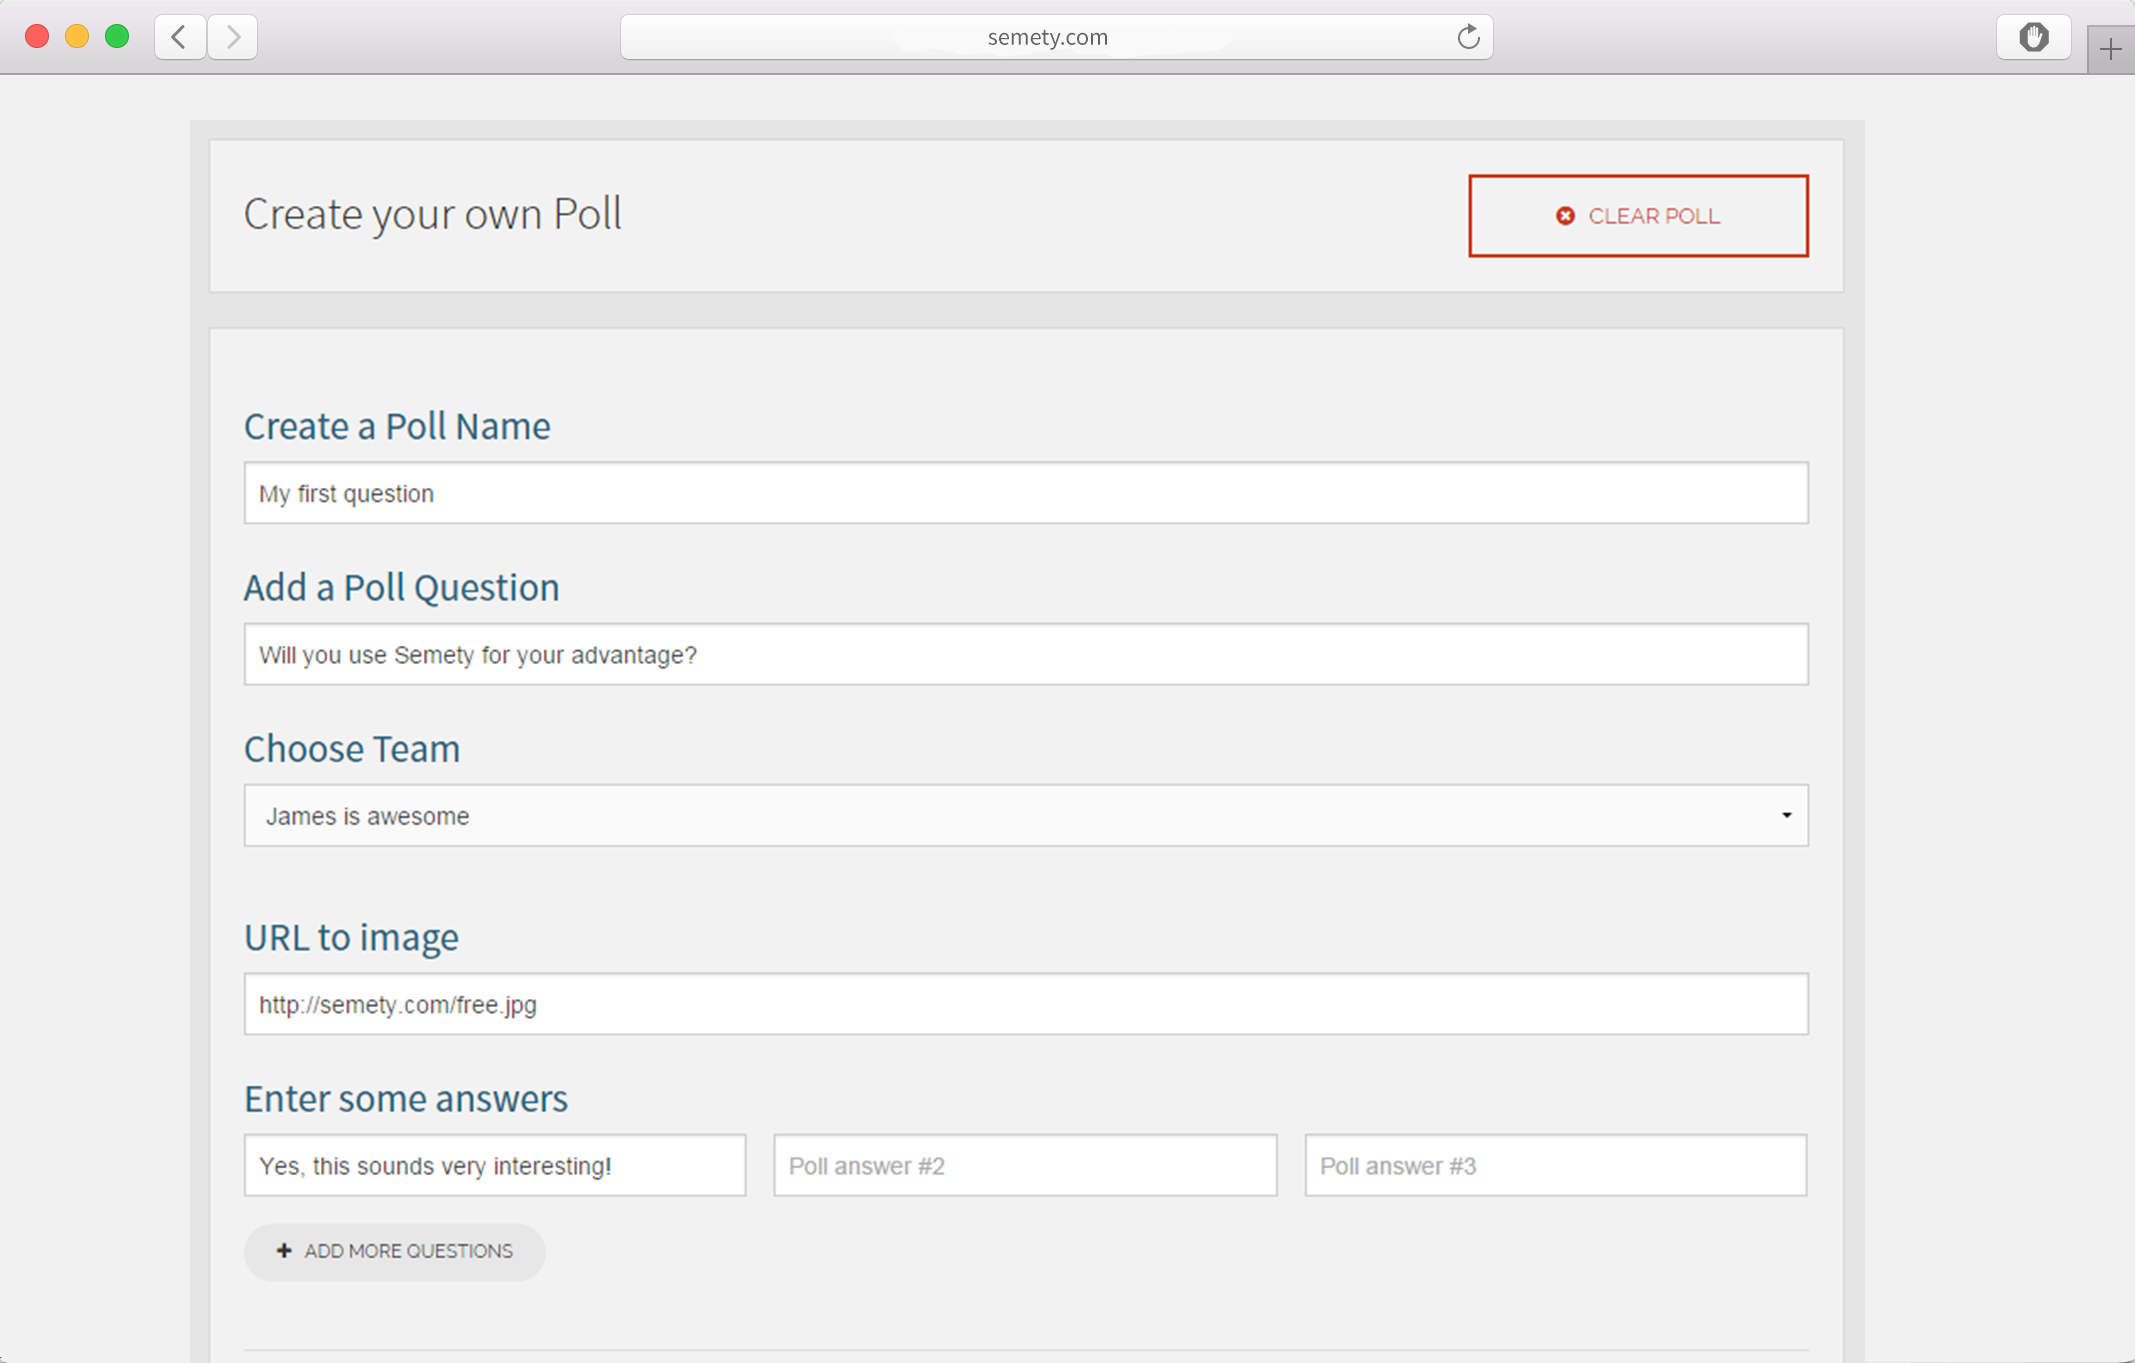 semety.com
Create your own Poll
CLEAR POLL
Create a Poll Name
My first question
Add a Poll Question
Will you use Semety for your advantage?
Choose Team
James is awesome
URL to image
http://semety.com/free.jpg
Enter some answers
Yes, this sounds very interesting!
Poll answer #2
Poll answer #3
ADD MORE QUESTIONS